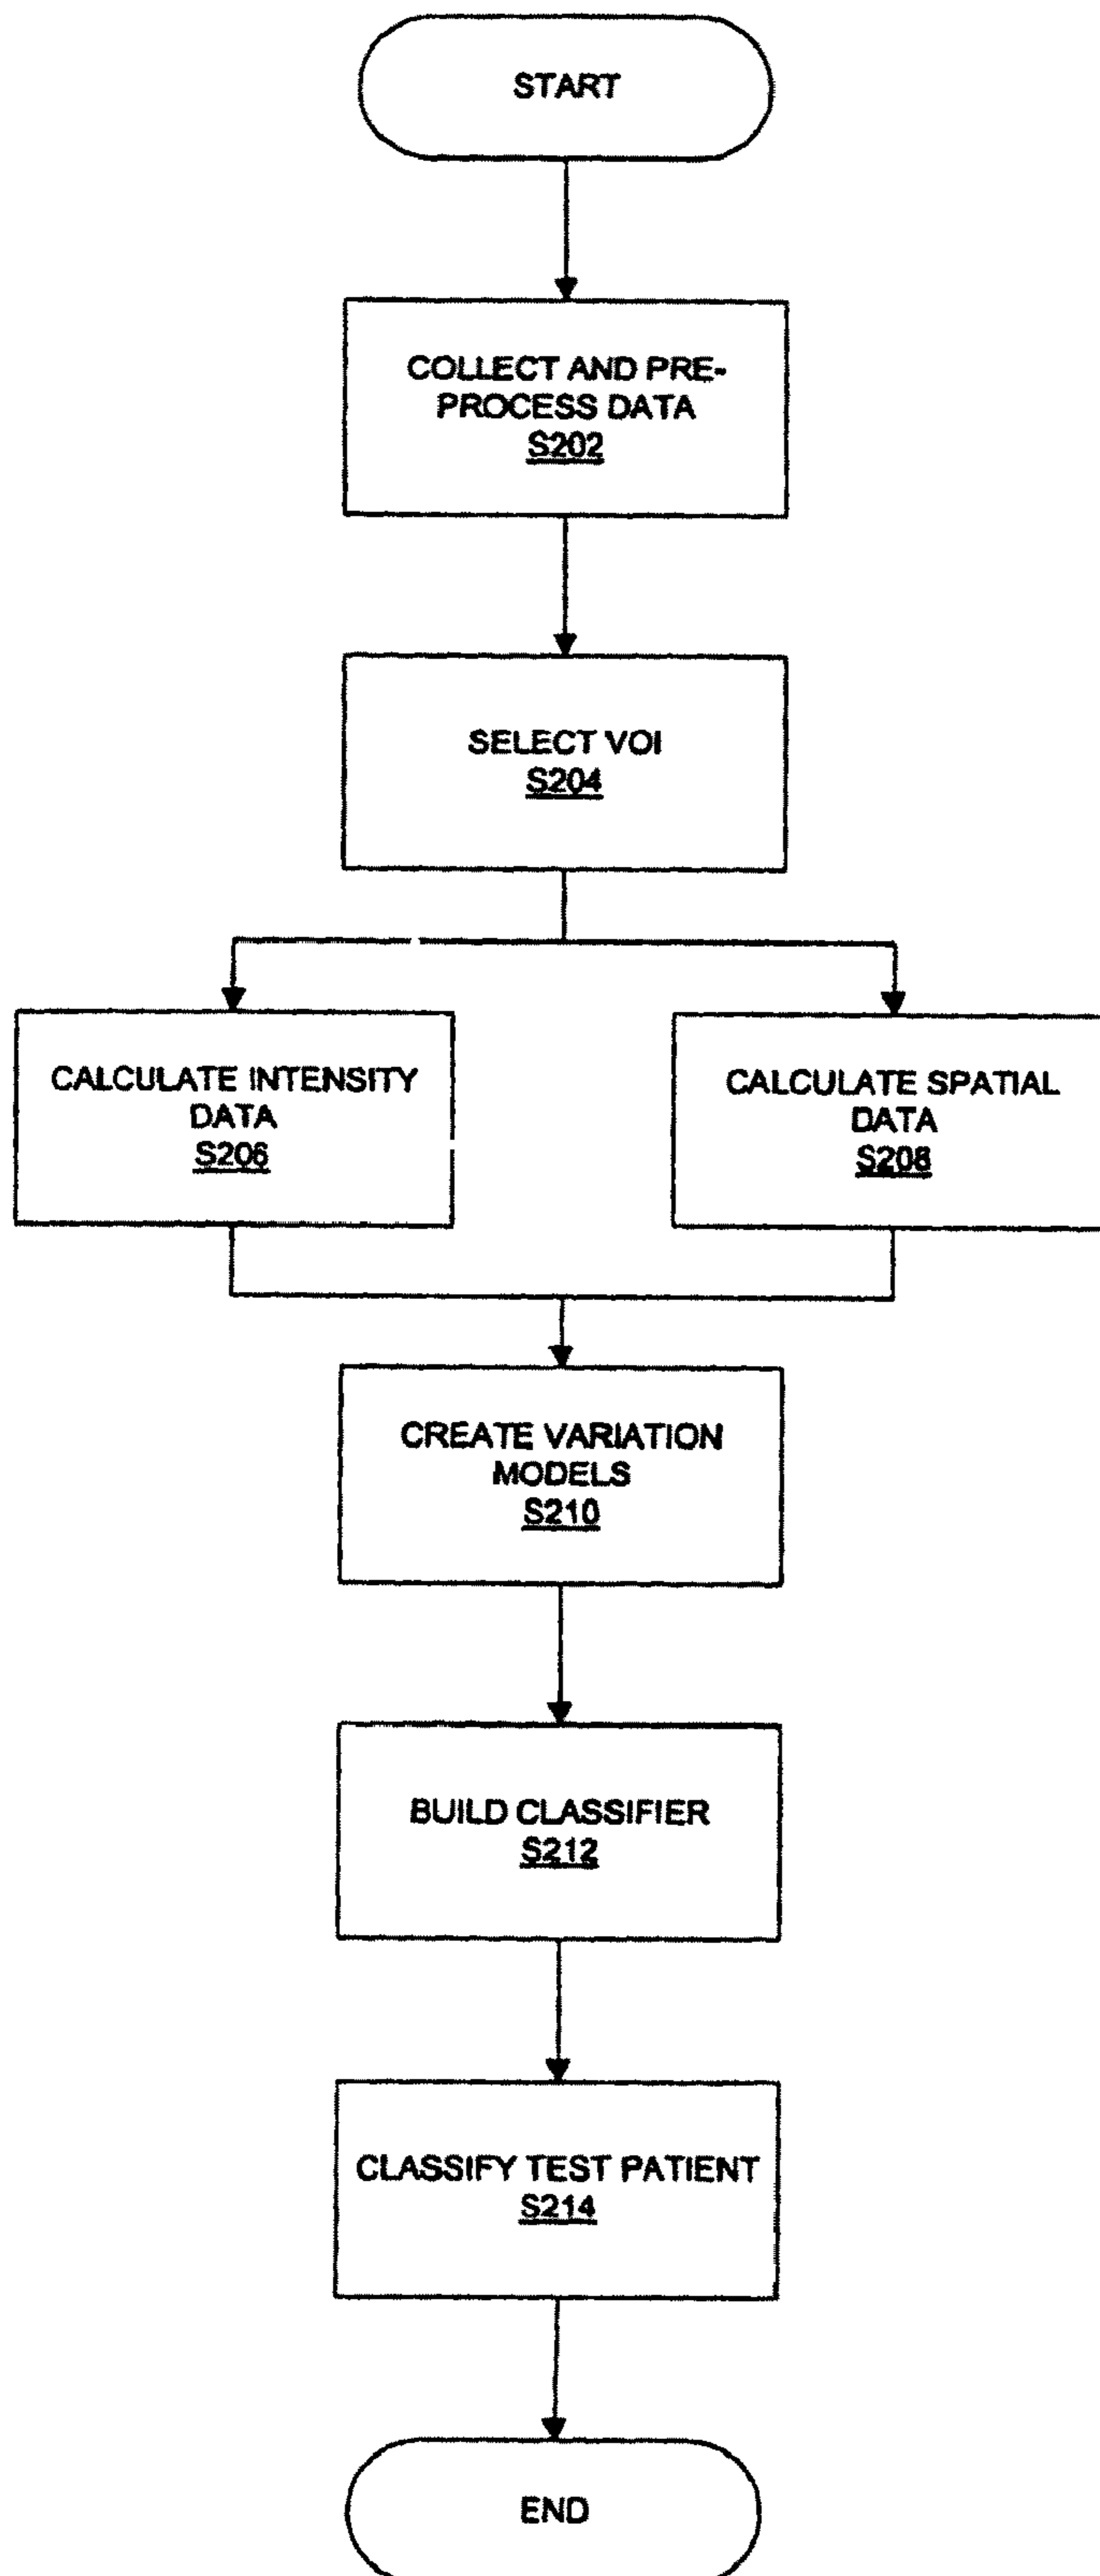 START
COLLECT AND PRE-
PROCESS DATA
S202
SELECT VOI
S204
CALCULATE INTENSITY
DATA
S206
CALCULATE SPATIAL
DATA
S208
CREATE VARIATION
MODELS
S210
BUILD CLASSIFIER
S212
CLASSIFY TEST PATIENT
S214
END